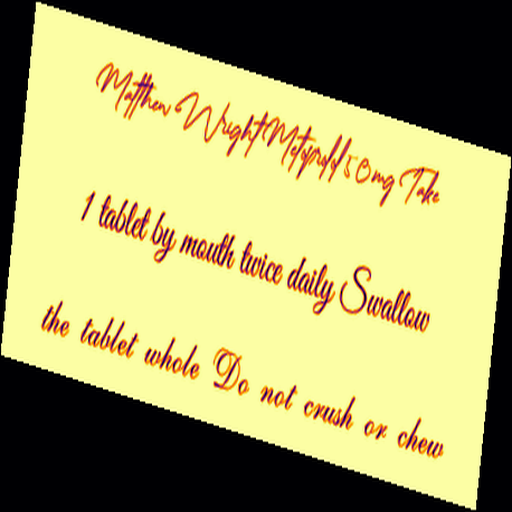 Matthew Wright Metoprolol 50mg Take
1 tablet by mouth twice daily Swallow
the tablet whole Do not crush or chew